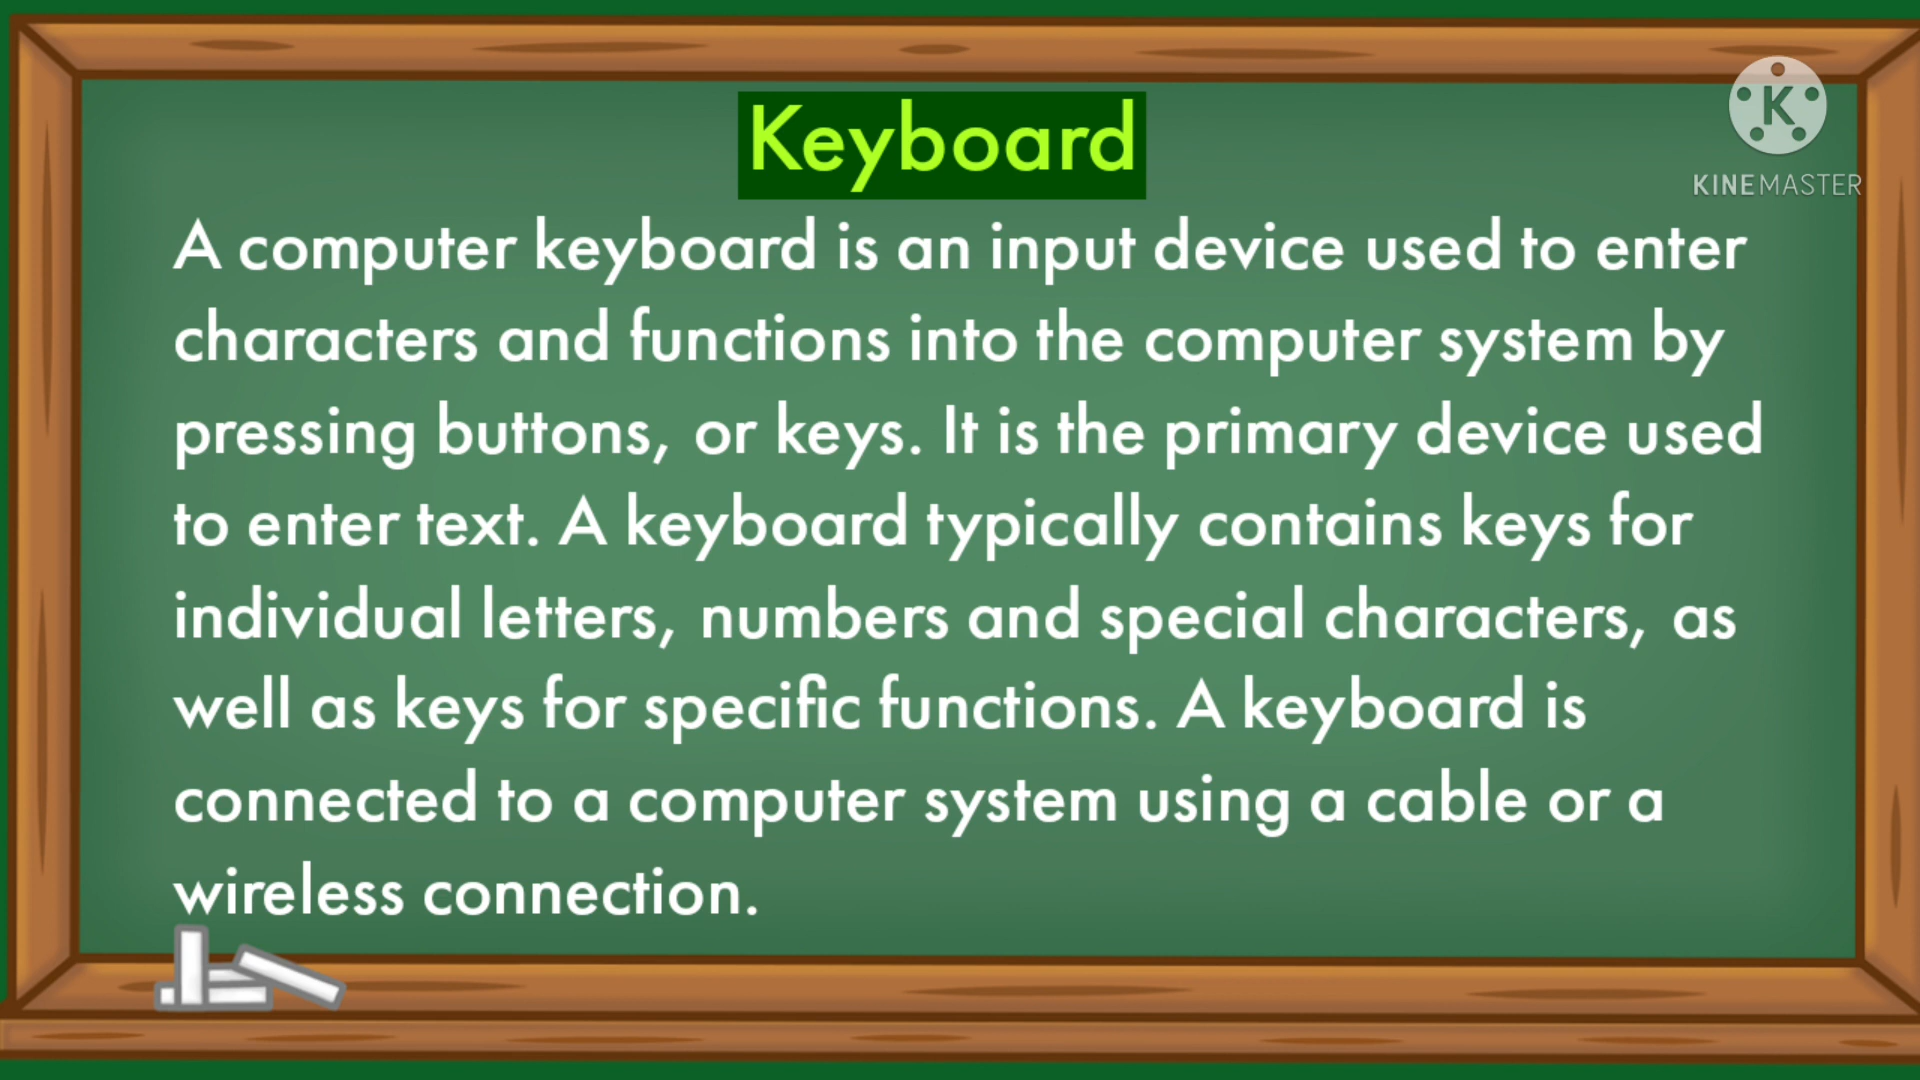 Keyboard
K
KINEMASTER
A computer keyboard is an input device used to enter
characters and functions into the computer system by
pressing buttons, or keys. It is the primary device used
to enter text. A keyboard typically contains keys for
individual letters, numbers and special characters, as
well as keys for specific functions. A keyboard is
connected to a computer system using a cable or a
wireless connection.